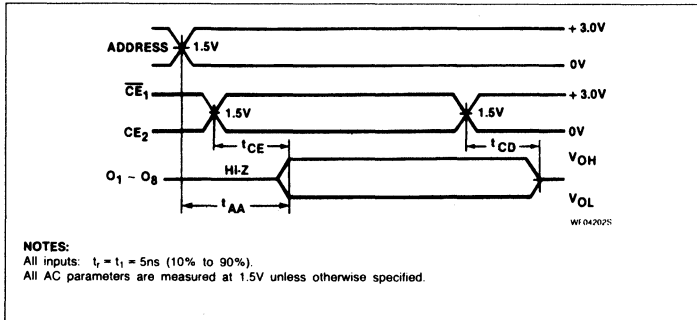 + 3.0V
ADDRESS 1.5V
0V
CE1 + 3.0V
1.5V 1.5V
CE2 0V
tCE tCD
VOH
O1 ~ O8 HI-Z
VOL
tAA
WF04202S
NOTES:
All inputs: tr = t1 = 5ns (10% to 90%).
All AC parameters are measured at 1.5V unless otherwise specified.